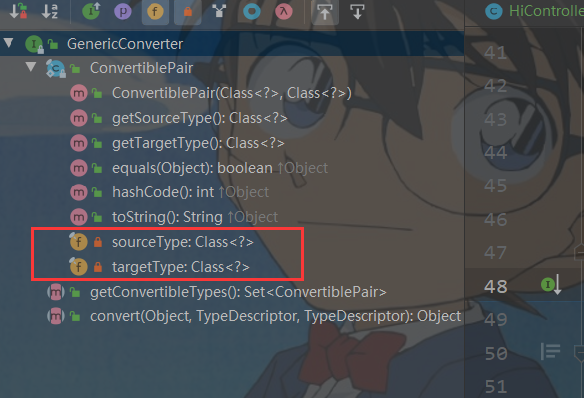 HiControlle
GenericConverter
ConvertiblePair
ConvertiblePair(Class<?>, Class<?>)
getSourceType(): Class<?>
getTargetType(): Class<?>
equals(Object): boolean ↑Object
hashCode(): int ↑Object
toString(): String ↑Object
sourceType: Class<?>
targetType: Class<?>
getConvertibleTypes(): Set<ConvertiblePair>
convert(Object, TypeDescriptor, TypeDescriptor): Object
41
42
43
44
45
46
47
48
49
50
51